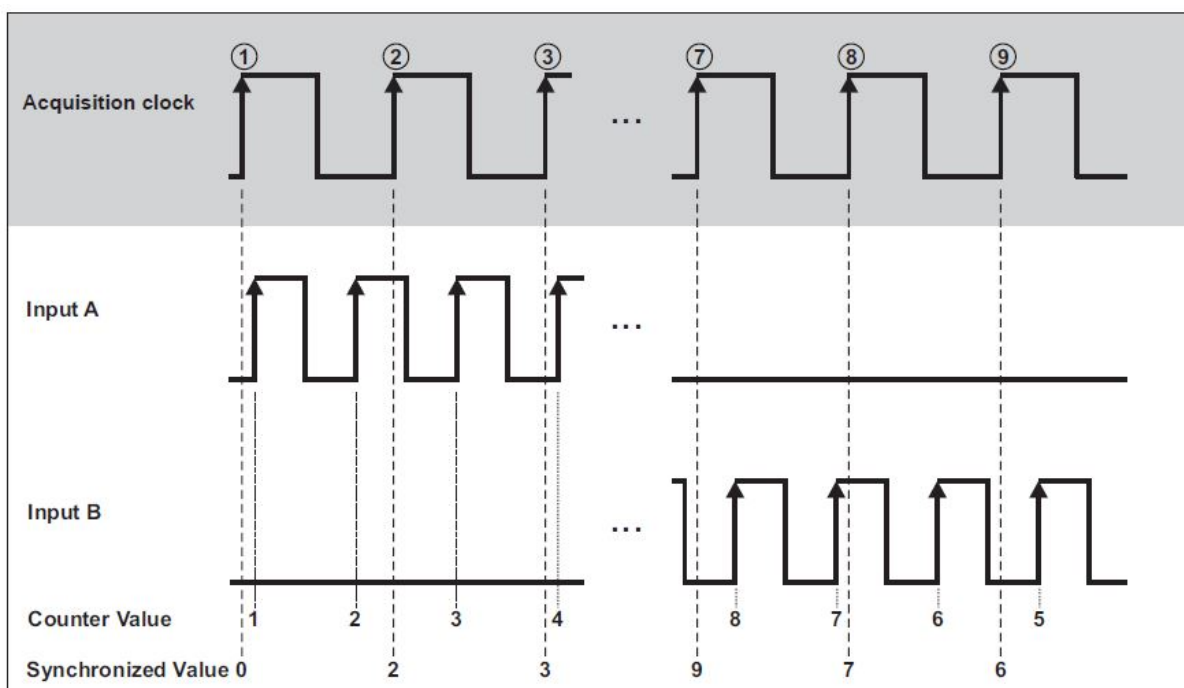 ① ② ③ ⑦ ⑧ ⑨
Acquisition clock
...
Input A
...
Input B
...
Counter Value 1 2 3 4 8 7 6 5
Synchronized Value 0 2 3 9 7 6